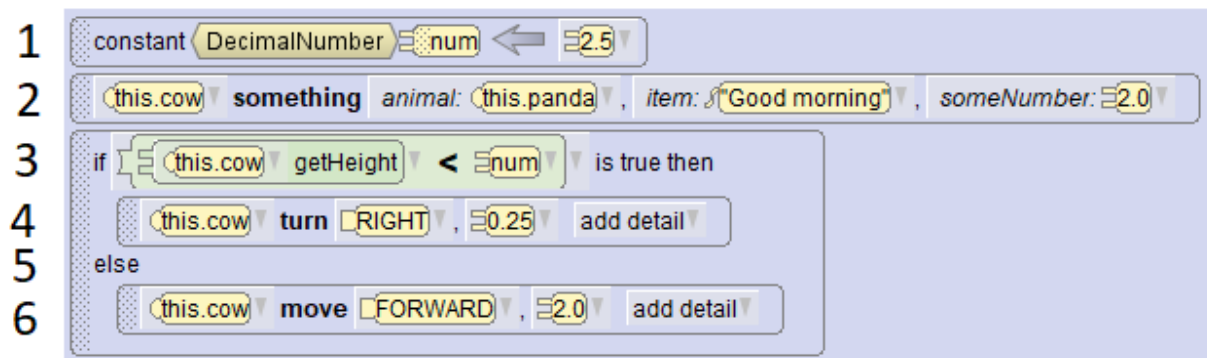 1 constant DecimalNumber num 2.5
2 this.cow something animal: this.panda , item: "Good morning" , someNumber: 2.0
3 if this.cow getHeight < num is true then
4 this.cow turn RIGHT , 0.25 add detail
5 else
6 this.cow move FORWARD , 2.0 add detail